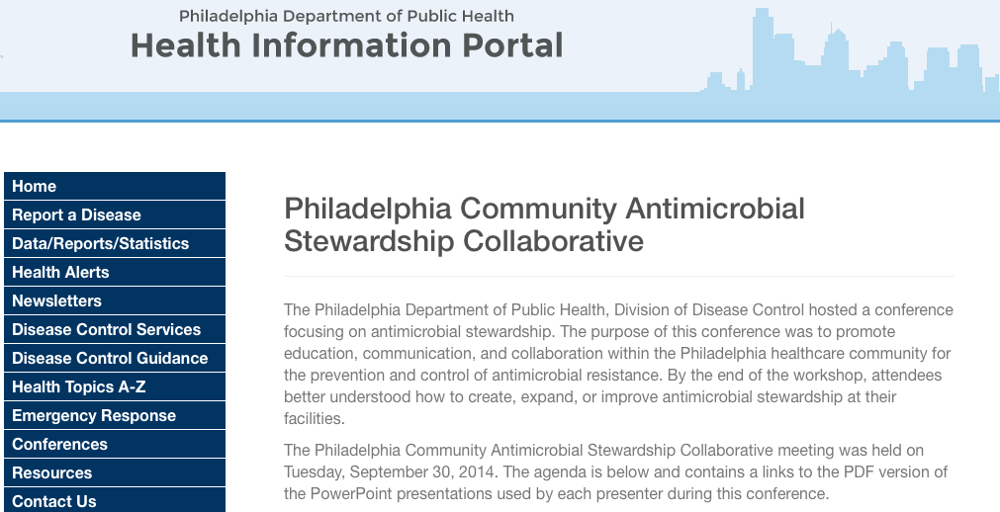 Philadelphia Department of Public Health
Health Information Portal
Home
Report a Disease
Data/Reports/Statistics
Health Alerts
Newsletters
Disease Control Services
Disease Control Guidance
Health Topics A-Z
Emergency Response
Conferences
Resources
Contact Us
Philadelphia Community Antimicrobial
Stewardship Collaborative
The Philadelphia Department of Public Health, Division of Disease Control hosted a conference
focusing on antimicrobial stewardship. The purpose of this conference was to promote
education, communication, and collaboration within the Philadelphia healthcare community for
the prevention and control of antimicrobial resistance. By the end of the workshop, attendees
better understood how to create, expand, or improve antimicrobial stewardship at their
facilities.
The Philadelphia Community Antimicrobial Stewardship Collaborative meeting was held on
Tuesday, September 30, 2014. The agenda is below and contains a links to the PDF version of
the PowerPoint presentations used by each presenter during this conference.